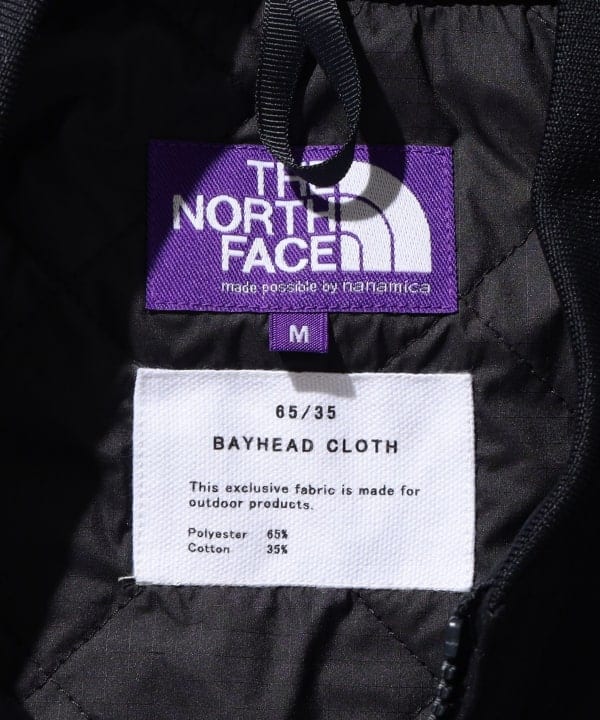 THE
NORTH
FACE
made possible by nanamica
M
65/35
BAYHEAD CLOTH
This exclusive fabric is made for
outdoor products.
Polyester 65%
Cotton 35%